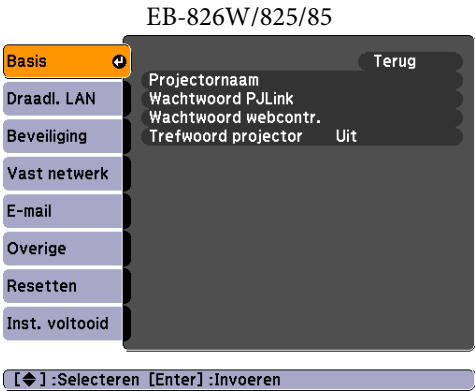 EB-826W/825/85
Basis
Draadl. LAN
Beveiliging
Vast netwerk
E-mail
Overige
Resetten
Inst. voltooid
Terug
Projectornaam
Wachtwoord PJLink
Wachtwoord webcontr.
Trefwoord projector Uit
[◆] :Selecteren [Enter] :Invoeren